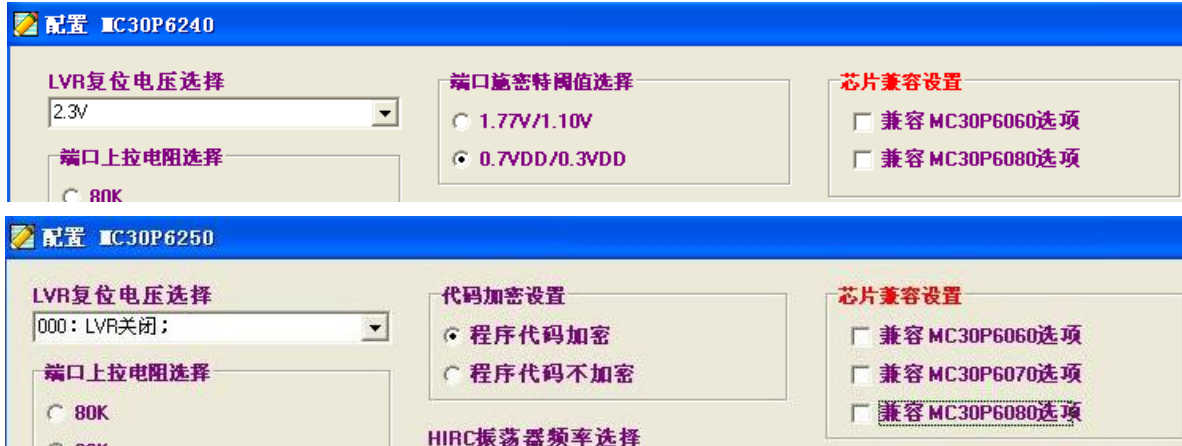 配置 MC30P6240
LVR复位电压选择
2.3V
端口上拉电阻选择
80K
端口施密特阈值选择
1.77V/1.10V
0.7VDD/0.3VDD
芯片兼容设置
兼容MC30P6060选项
兼容MC30P6080选项
配置 MC30P6250
LVR复位电压选择
000：LVR关闭；
端口上拉电阻选择
80K
代码加密设置
程序代码加密
程序代码不加密
HIRC振荡器频率选择
芯片兼容设置
兼容MC30P6060选项
兼容MC30P6070选项
兼容MC30P6080选项